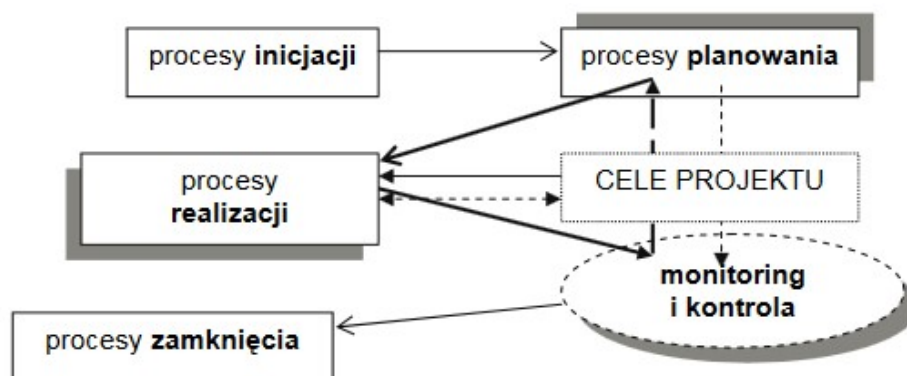 procesy inicjacji
procesy planowania
procesy
realizacji
CELE PROJEKTU
monitoring
i kontrola
procesy zamknięcia